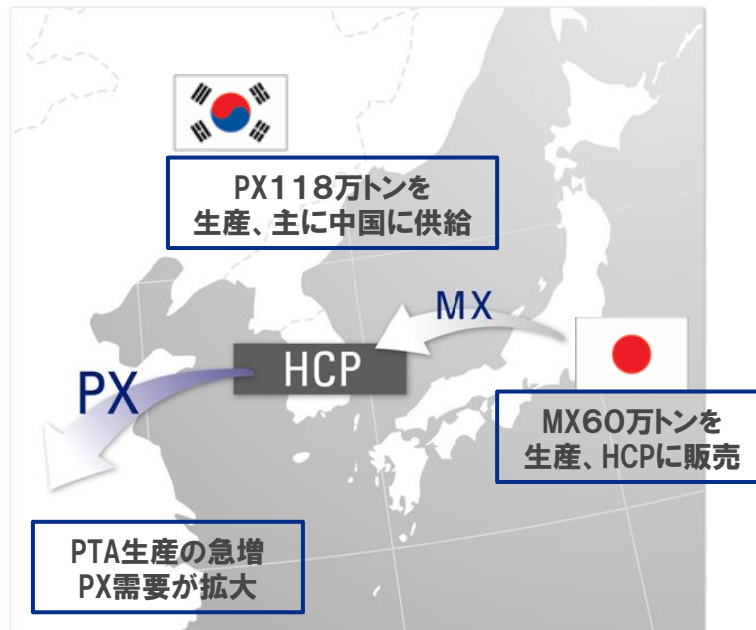 PX118万トンを
生産、主に中国に供給
MX
HCP
PX
MX60万トンを
生産、HCPに販売
PTA生産の急増
PX需要が拡大